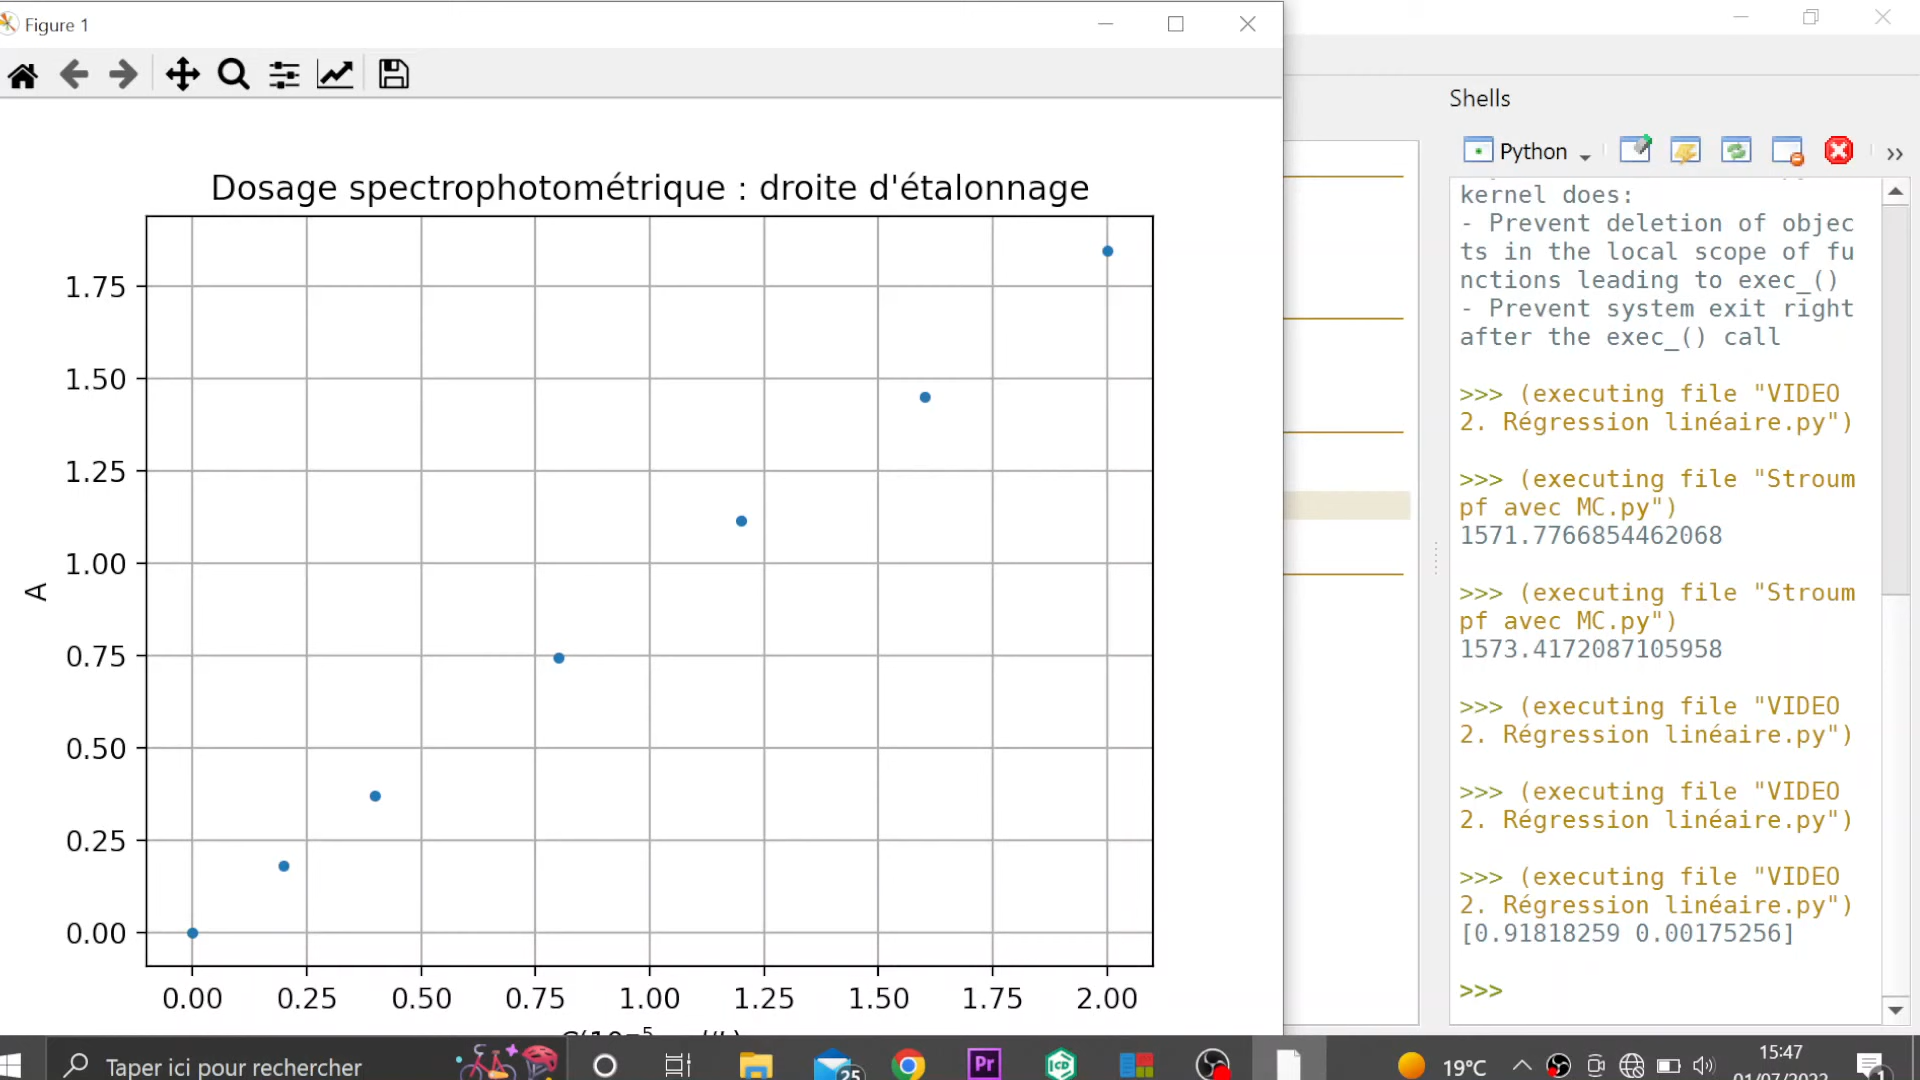 Figure 1
Dosage spectrophotométrique : droite d'étalonnage
1.75
1.50
1.25
1.00
0.75
0.50
0.25
0.00
A
0.00 0.25 0.50 0.75 1.00 1.25 1.50 1.75 2.00
Shells
Python
kernel does:
- Prevent deletion of objec
ts in the local scope of fu
nctions leading to exec_()
- Prevent system exit right
after the exec_() call
>>> (executing file "VIDEO
2. Régression linéaire.py")
>>> (executing file "Stroum
pf avec MC.py")
1571.7766854462068
>>> (executing file "Stroum
pf avec MC.py")
1573.4172087105958
>>> (executing file "VIDEO
2. Régression linéaire.py")
>>> (executing file "VIDEO
2. Régression linéaire.py")
>>> (executing file "VIDEO
2. Régression linéaire.py")
[0.91818259 0.00175256]
>>>
Taper ici pour rechercher
25
Pr
19°C
15:47
01/07/2022
1